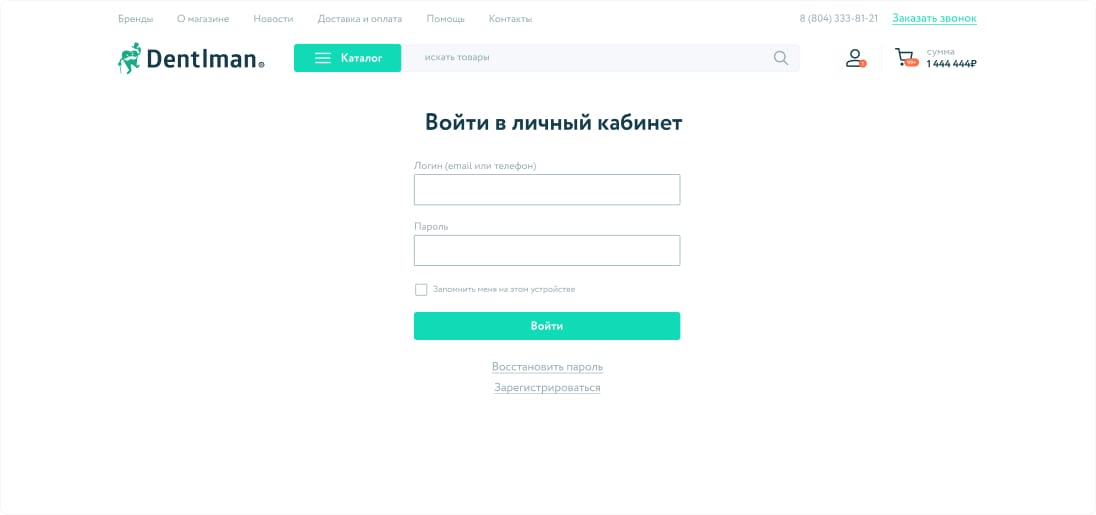 Бренды О магазине Новости Доставка и оплата Помощь Контакты 8 (804) 333-81-21 Заказать звонок
DentIman® Каталог искать товары сумма
99+ 1 444 444₽
Войти в личный кабинет
Логин (email или телефон)
Пароль
Запомнить меня на этом устройстве
Войти
Восстановить пароль
Зарегистрироваться